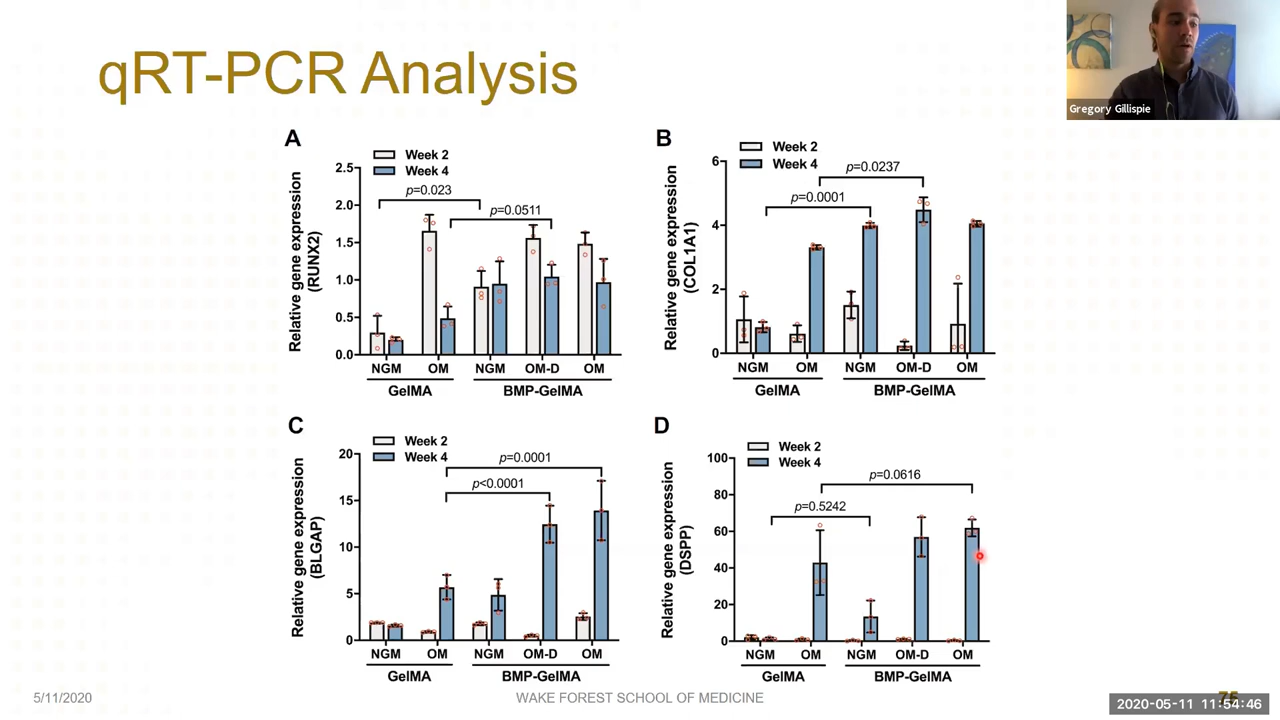 qRT-PCR Analysis
Gregory Gillispie
A
Week 2
Week 4
Relative gene expression
(RUNX2)
2.5
2.0
1.5
1.0
0.5
0.0
p=0.023
p=0.0511
NGM OM NGM OM-D OM
GelMA BMP-GelMA
B
Week 2
Week 4
Relative gene expression
(COL1A1)
6
4
2
0
p=0.0237
p=0.0001
NGM OM NGM OM-D OM
GelMA BMP-GelMA
C
Week 2
Week 4
Relative gene expression
(BLGAP)
20
15
10
5
0
p=0.0001
p<0.0001
NGM OM NGM OM-D OM
GelMA BMP-GelMA
D
Week 2
Week 4
Relative gene expression
(DSPP)
100
80
60
40
20
0
p=0.0616
p=0.5242
NGM OM NGM OM-D OM
GelMA BMP-GelMA
5/11/2020
WAKE FOREST SCHOOL OF MEDICINE
2020-05-11 11:54:46